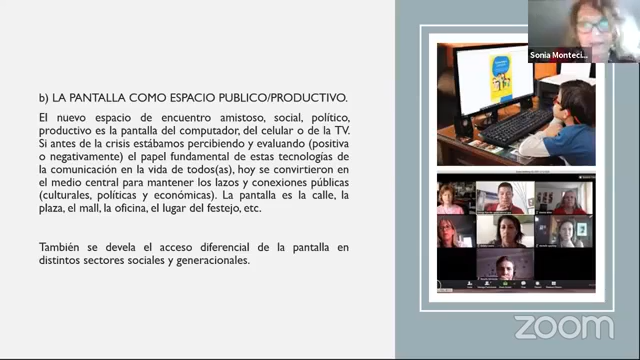 Sonia Monteci...
b) LA PANTALLA COMO ESPACIO PUBLICO/PRODUCTIVO.
El nuevo espacio de encuentro amistoso, social, político,
productivo es la pantalla del computador, del celular o de la TV.
Si antes de la crisis estábamos percibiendo y evaluando (positiva
o negativamente) el papel fundamental de estas tecnologías de
la comunicación en la vida de todos(as), hoy se convirtieron en
el medio central para mantener los lazos y conexiones públicas
(culturales, políticas y económicas). La pantalla es la calle, la
plaza, el mall, la oficina, el lugar del festejo, etc.
También se devela el acceso diferencial de la pantalla en
distintos sectores sociales y generacionales.
zoom